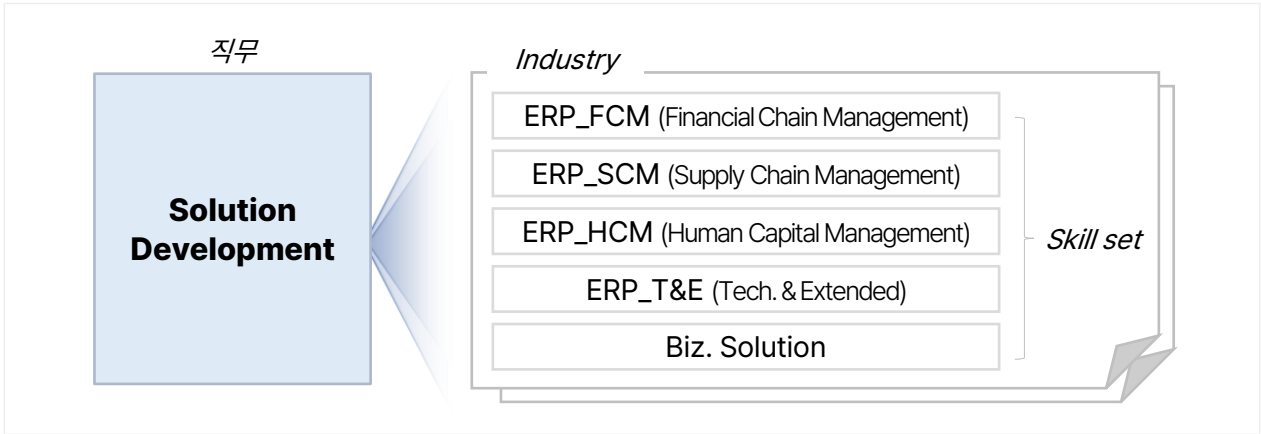 직무
Solution
Development
Industry
ERP_FCM (Financial Chain Management)
ERP_SCM (Supply Chain Management)
ERP_HCM (Human Capital Management)
ERP_T&E (Tech. & Extended)
Biz. Solution
Skill set